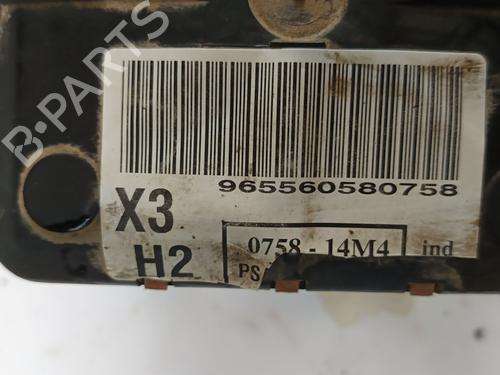 B-PARTS
965560580758
X3
0758 - 14M4 ind
H2
PS